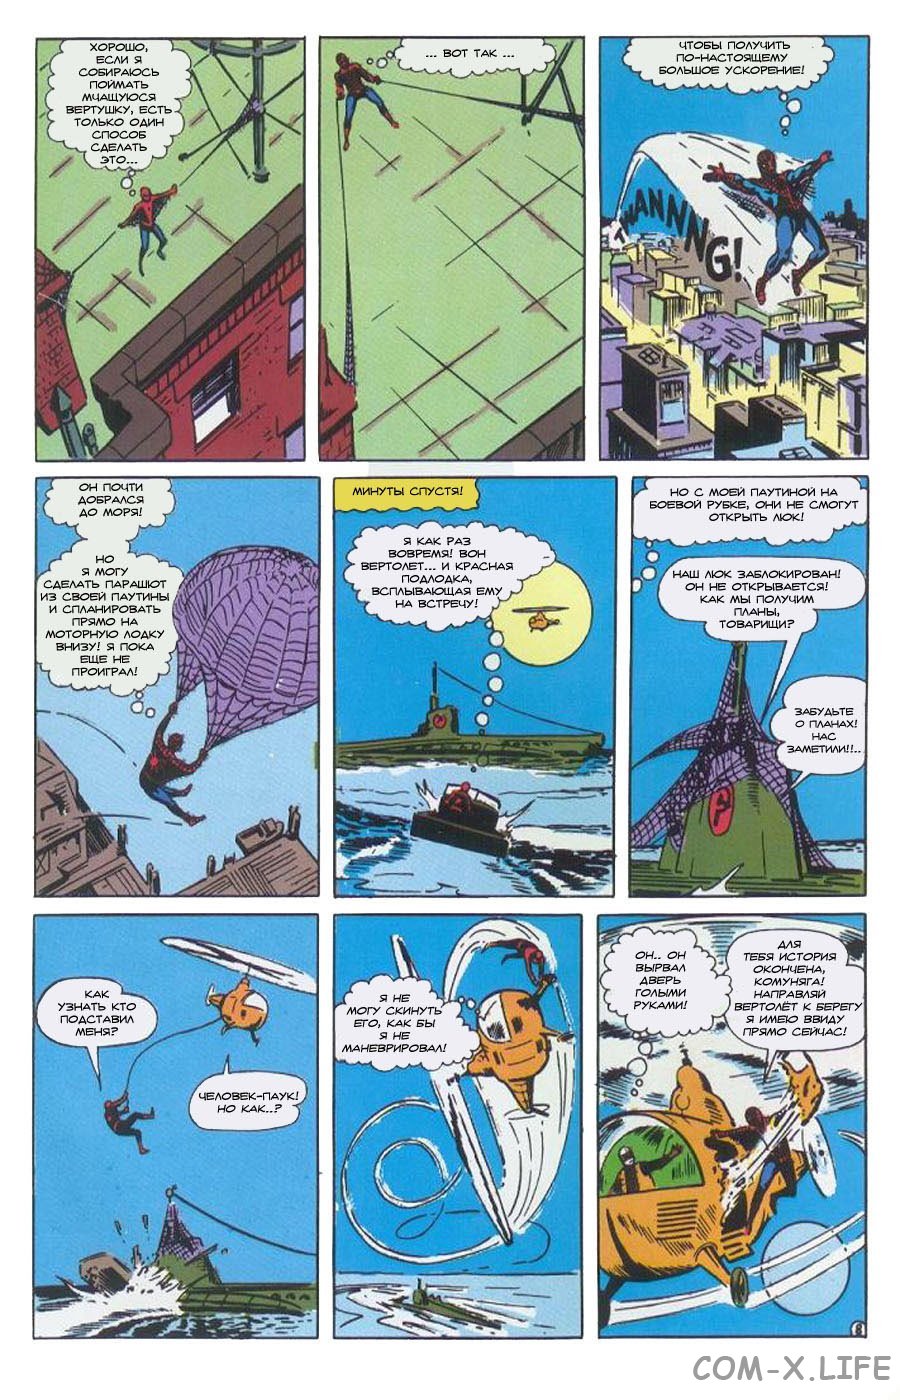 ХОРОШО,
ЕСЛИ Я
СОБИРАЮСЬ
ПОЙМАТЬ
МЧАЩУЮСЯ
ВЕРТУШКУ, ЕСТЬ
ТОЛЬКО ОДИН
СПОСОБ
СДЕЛАТЬ
ЭТО...
... ВОТ ТАК ...
ЧТОБЫ ПОЛУЧИТЬ
ПО-НАСТОЯЩЕМУ
БОЛЬШОЕ УСКОРЕНИЕ!
TWANNNG!
ОН ПОЧТИ
ДОБРАЛСЯ
ДО МОРЯ!
НО
Я МОГУ
СДЕЛАТЬ ПАРАШЮТ
ИЗ СВОЕЙ ПАУТИНЫ
И СПЛАНИРОВАТЬ
ПРЯМО НА
МОТОРНУЮ ЛОДКУ
ВНИЗУ! Я ПОКА
ЕЩЕ НЕ
ПРОИГРАЛ!
МИНУТЫ СПУСТЯ!
Я КАК РАЗ
ВОВРЕМЯ! ВОН
ВЕРТОЛЕТ... И КРАСНАЯ
ПОДЛОДКА,
ВСПЛЫВАЮЩАЯ ЕМУ
НА ВСТРЕЧУ!
НО С МОЕЙ ПАУТИНОЙ НА
БОЕВОЙ РУБКЕ, ОНИ НЕ СМОГУТ
ОТКРЫТЬ ЛЮК!
НАШ ЛЮК ЗАБЛОКИРОВАН!
ОН НЕ ОТКРЫВАЕТСЯ!
КАК МЫ ПОЛУЧИМ
ПЛАНЫ,
ТОВАРИЩИ?
ЗАБУДЬТЕ
О ПЛАНАХ!
НАС
ЗАМЕТИЛИ!!..
КАК
УЗНАТЬ КТО
ПОДСТАВИЛ
МЕНЯ?
ЧЕЛОВЕК-ПАУК!
НО КАК..?
Я НЕ
МОГУ СКИНУТЬ
ЕГО, КАК БЫ
Я НЕ
МАНЕВРИРОВАЛ!
ОН.. ОН
ВЫРВАЛ
ДВЕРЬ
ГОЛЫМИ
РУКАМИ!
ДЛЯ
ТЕБЯ ИСТОРИЯ
ОКОНЧЕНА,
КОМУНЯГА!
НАПРАВЛЯЙ
ВЕРТОЛЁТ К БЕРЕГУ
Я ИМЕЮ ВВИДУ
ПРЯМО СЕЙЧАС!
8
COM-X.LIFE